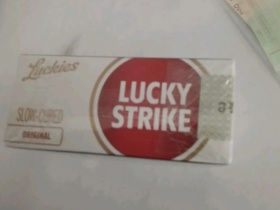 Luckies
LUCKY
STRIKE
SLOW-CURED
ORIGINAL